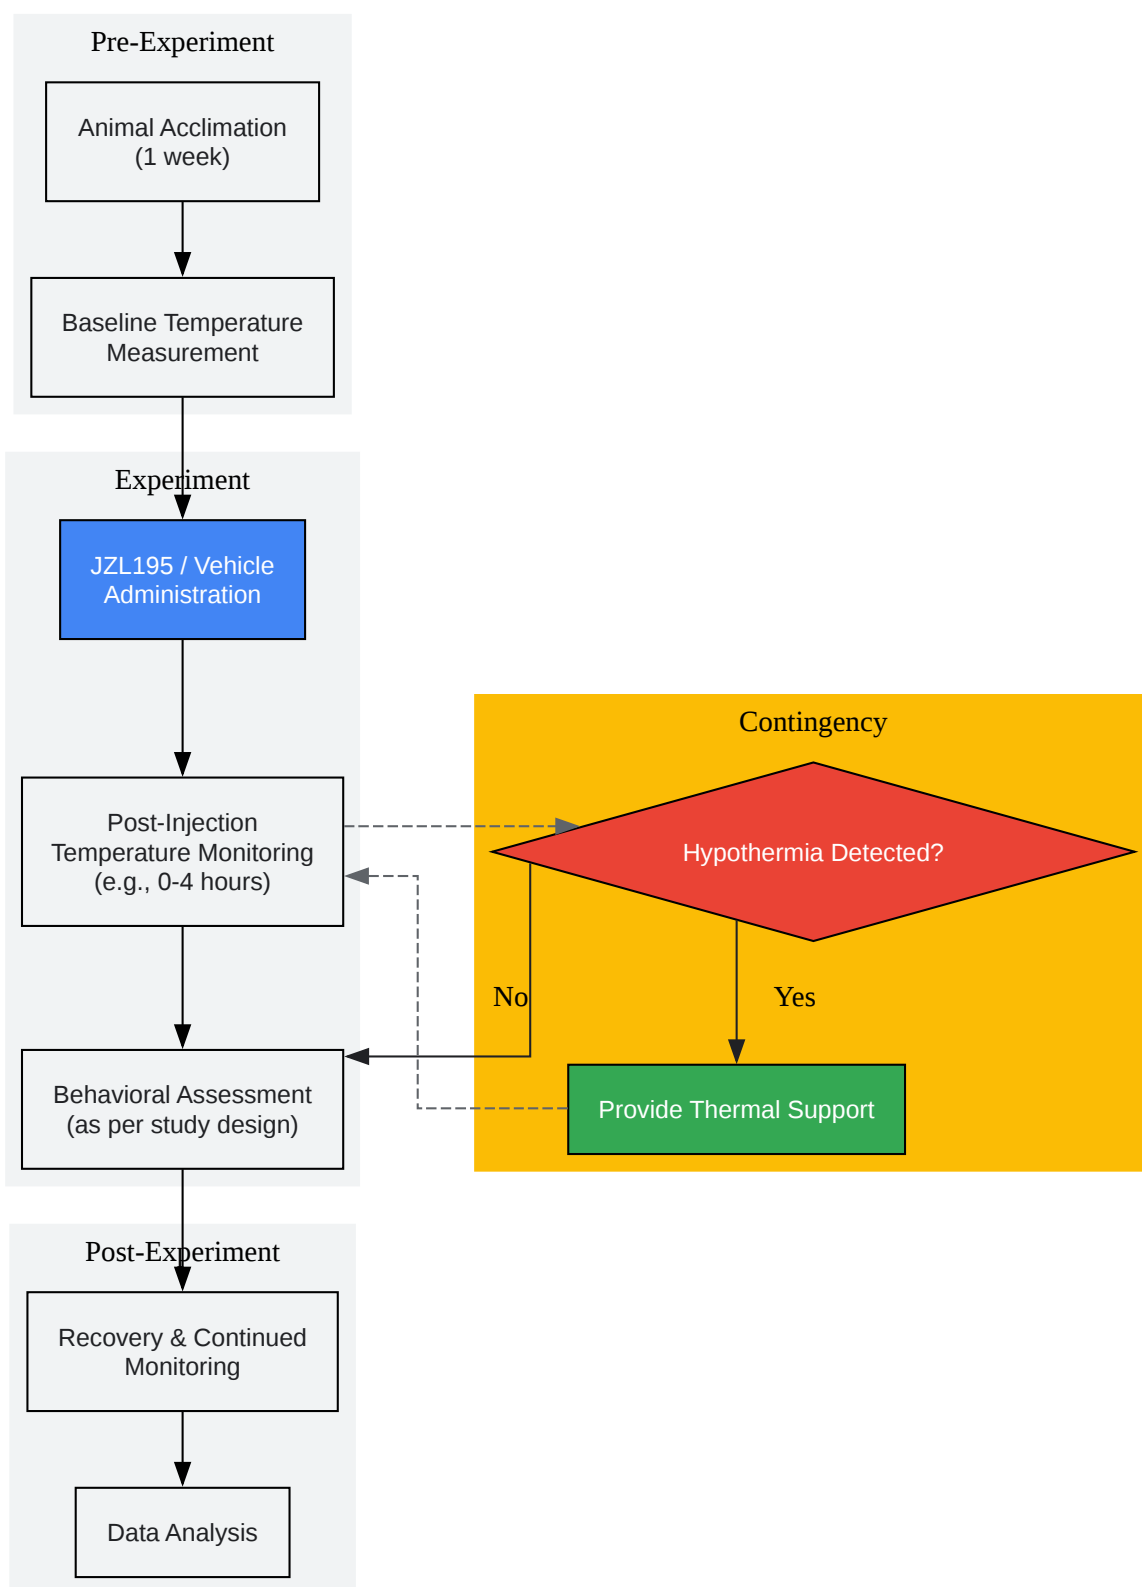 Pre-Experiment
Animal Acclimation
(1 week)
Baseline Temperature
Measurement
Experiment
JZL195 / Vehicle
Administration
Post-Injection
Temperature Monitoring
(e.g., 0-4 hours)
Behavioral Assessment
(as per study design)
Contingency
Hypothermia Detected?
No
Yes
Provide Thermal Support
Post-Experiment
Recovery & Continued
Monitoring
Data Analysis